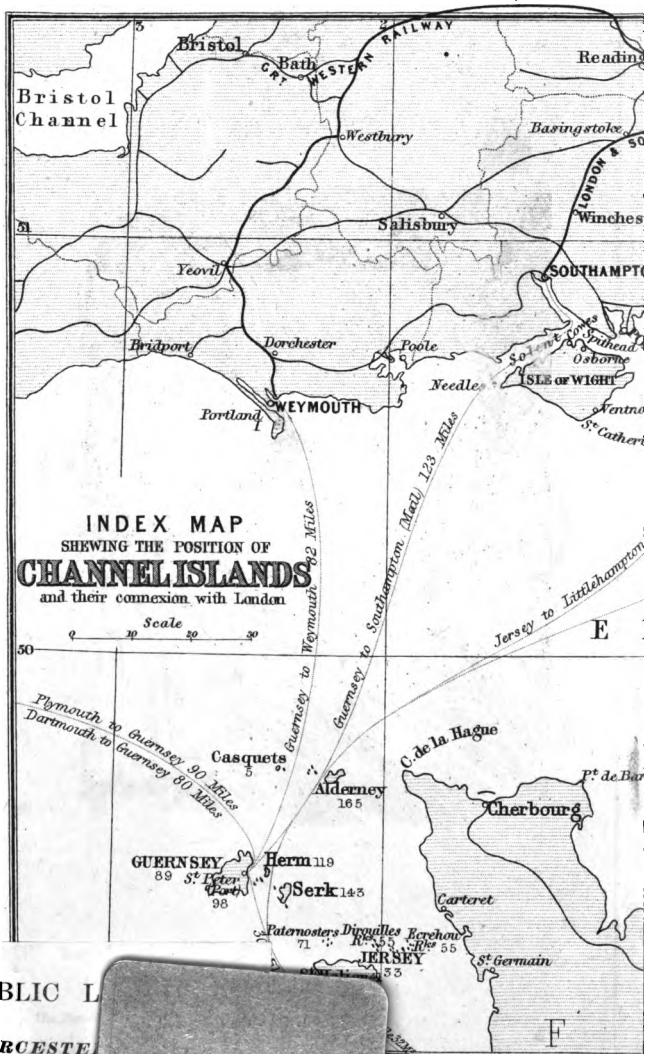 3
2
Bristol
Bath
GRT WESTERN RAILWAY
Reading
Bristol
Channel
Westbury
Basingstoke
LONDON & SO
Winches
Salisbury
51
Yeovil
SOUTHAMPTO
Solent
Cowes
Spithead
Osborne
Bridport
Dorchester
Poole
Needles
ISLE OF WIGHT
Portland
I
WEYMOUTH
Ventno
St. Catheri
INDEX MAP
SHEWING THE POSITION OF
CHANNEL ISLANDS
and their connexion with London
Scale
0 10 20 30
Guernsey to Weymouth 82 Miles
Guernsey to Southampton (Mail) 123 Miles
Jersey to Littlehampton
E
50
Plymouth to Guernsey 90 Miles
Dartmouth to Guernsey 80 Miles
Casquets
5
C. de la Hague
Alderney
165
Pt. de Bar
Cherbourg
GUERNSEY
89
St. Peter
(Port)
98
Herm 119
Serk 143
Carteret
Paternosters
71
Dirouilles
Rks 55
Ecrehou
Rks 55
JERSEY
33
St. Germain
F
BLIC L
RCESTE